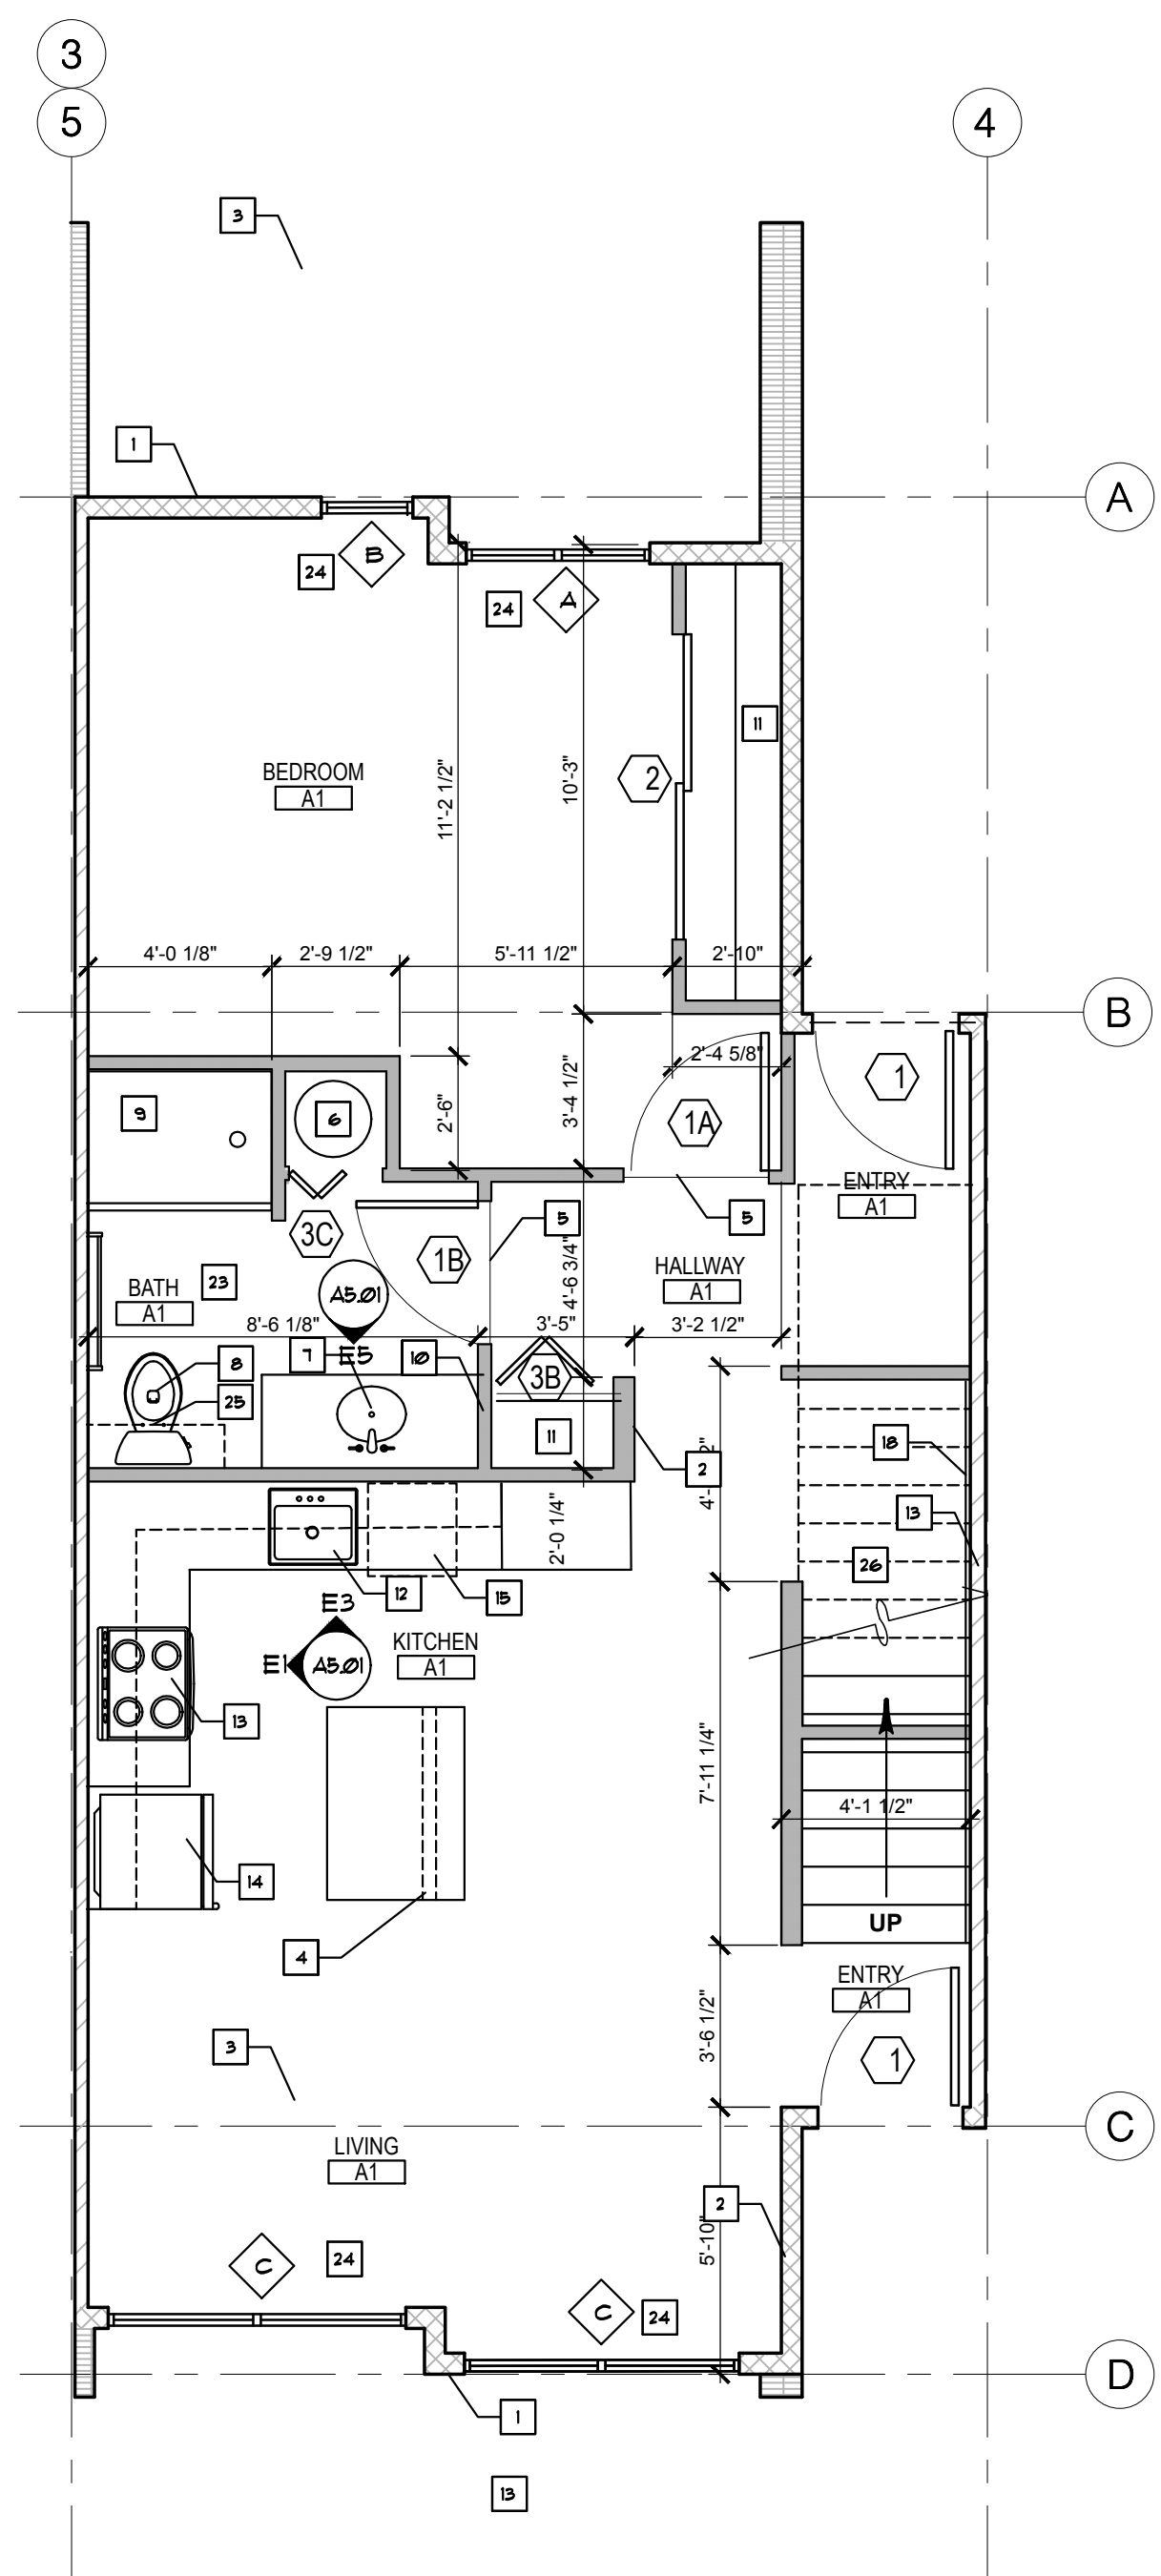 3
5
4
3
1
A
B
24
A
24
11
BEDROOM
A1
2
11'-2 1/2"
10'-3"
4'-0 1/8"
2'-9 1/2"
5'-11 1/2"
2'-10"
B
2'-4 5/8"
1
9
6
2'-6"
3'-4 1/2"
1A
ENTRY
A1
5
5
3C
1B
4'-6 3/4"
HALLWAY
A1
BATH
A1
23
A5.01
E5
8'-6 1/8"
3'-5"
3'-2 1/2"
7
10
8
3B
25
11
2
18
13
2'-0 1/4"
26
12
15
E3
E1
A5.01
KITCHEN
A1
13
7'-11 1/4"
4'-1 1/2"
14
UP
4
ENTRY
A1
3'-6 1/2"
1
3
C
LIVING
A1
2
5'-10"
C
24
C
24
D
1
13